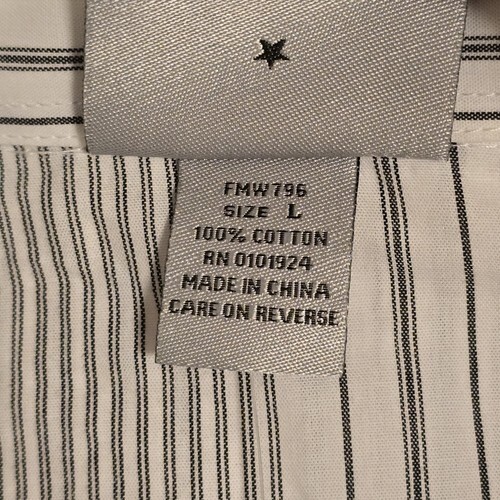 FMW796
SIZE L
100% COTTON
RN 0101924
MADE IN CHINA
CARE ON REVERSE